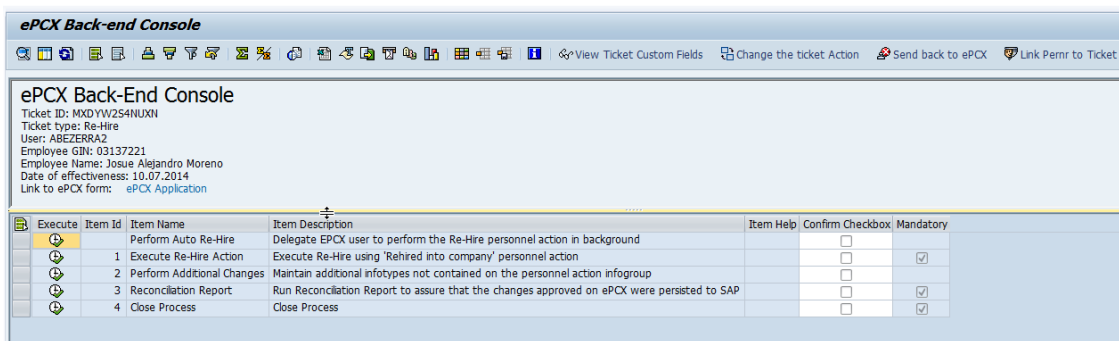 ePCX Back-end Console
View Ticket Custom Fields Change the ticket Action Send back to ePCX Link Pernr to Ticket
ePCX Back-End Console
Ticket ID: MXDYW2S4NUXN
Ticket type: Re-Hire
User: ABEZERRA2
Employee GIN: 03137221
Employee Name: Josue Alejandro Moreno
Date of effectiveness: 10.07.2014
Link to ePCX form: ePCX Application
Execute Item Id Item Name Item Description Item Help Confirm Checkbox Mandatory
Perform Auto Re-Hire Delegate EPCX user to perform the Re-Hire personnel action in background
1 Execute Re-Hire Action Execute Re-Hire using 'Rehired into company' personnel action
2 Perform Additional Changes Maintain additional infotypes not contained on the personnel action infogroup
3 Reconciliation Report Run Reconciliation Report to assure that the changes approved on ePCX were persisted to SAP
4 Close Process Close Process